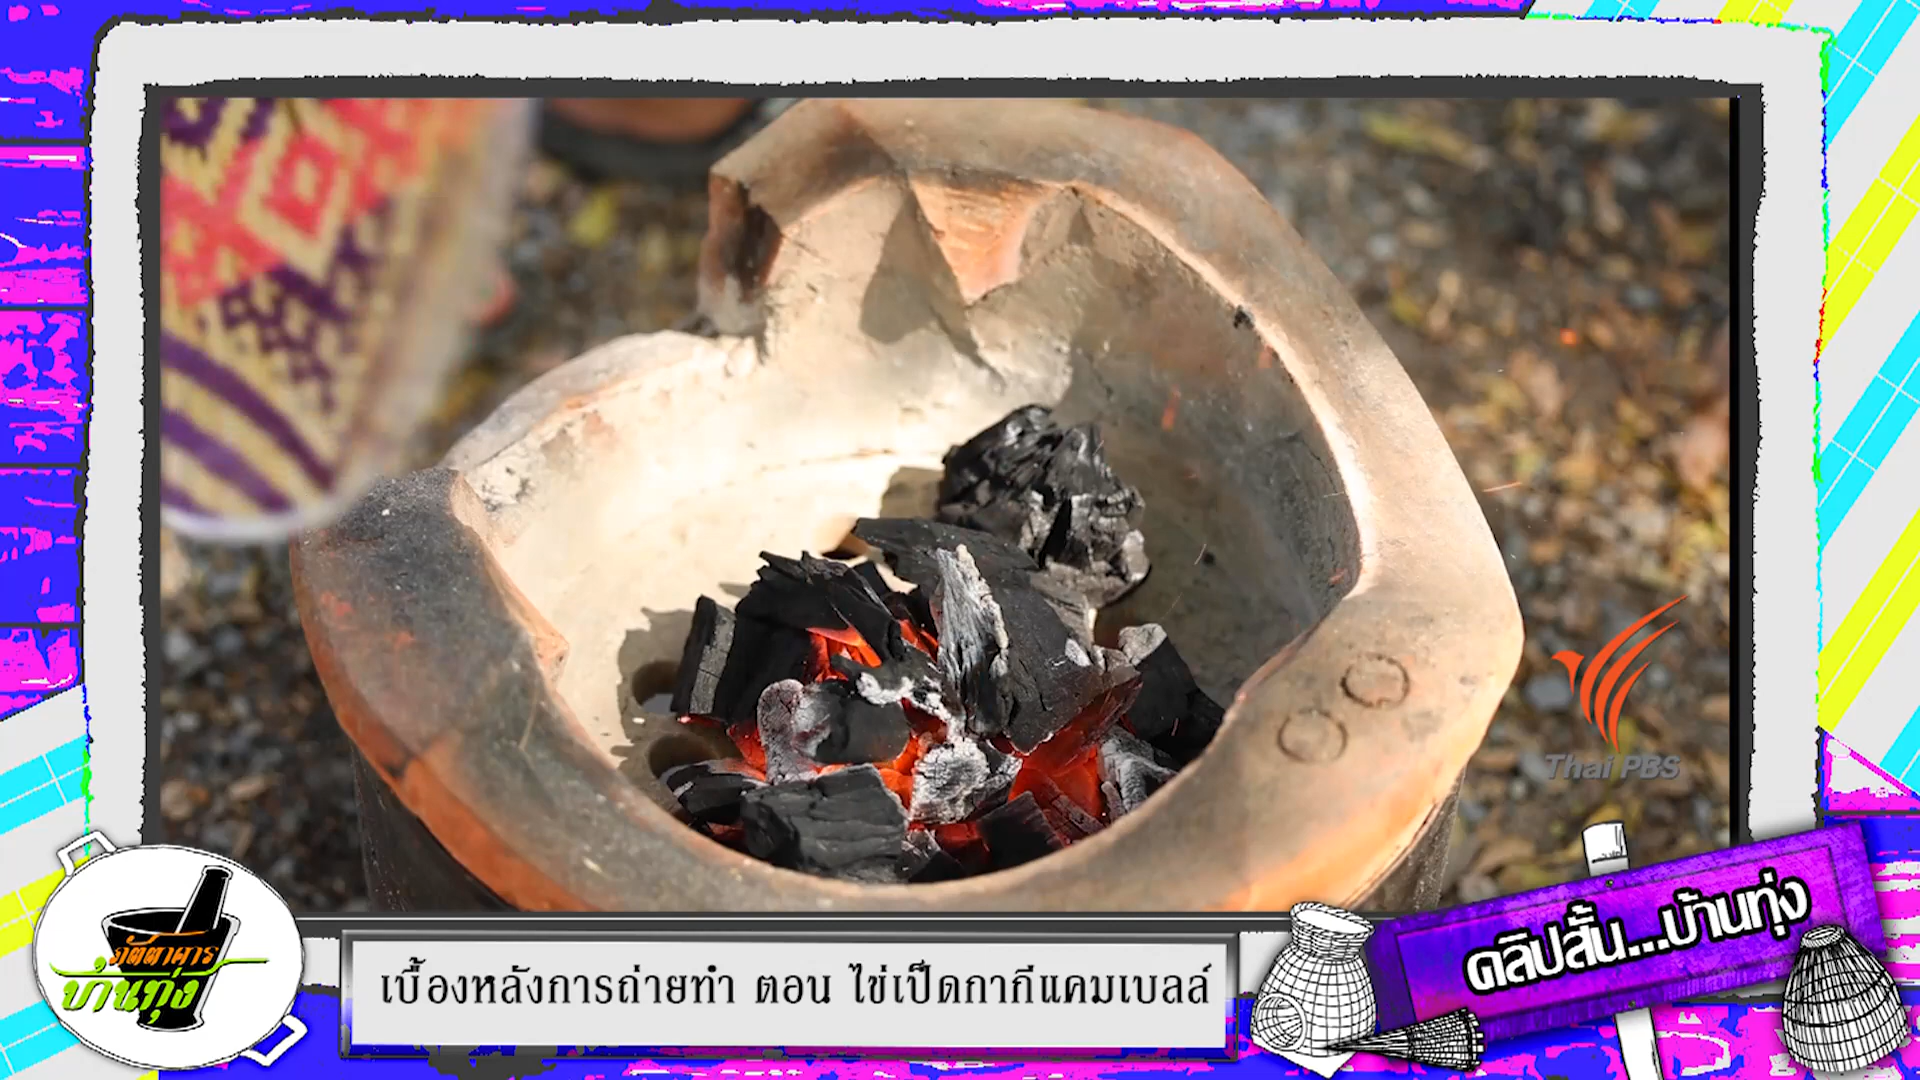 Thai PBS
ภัตตาคาร
บ้านทุ่ง
เบื้องหลังการถ่ายทำ ตอน ไข่เป็ดกากีแคมเบลล์
คลิปสั้น...บ้านทุ่ง